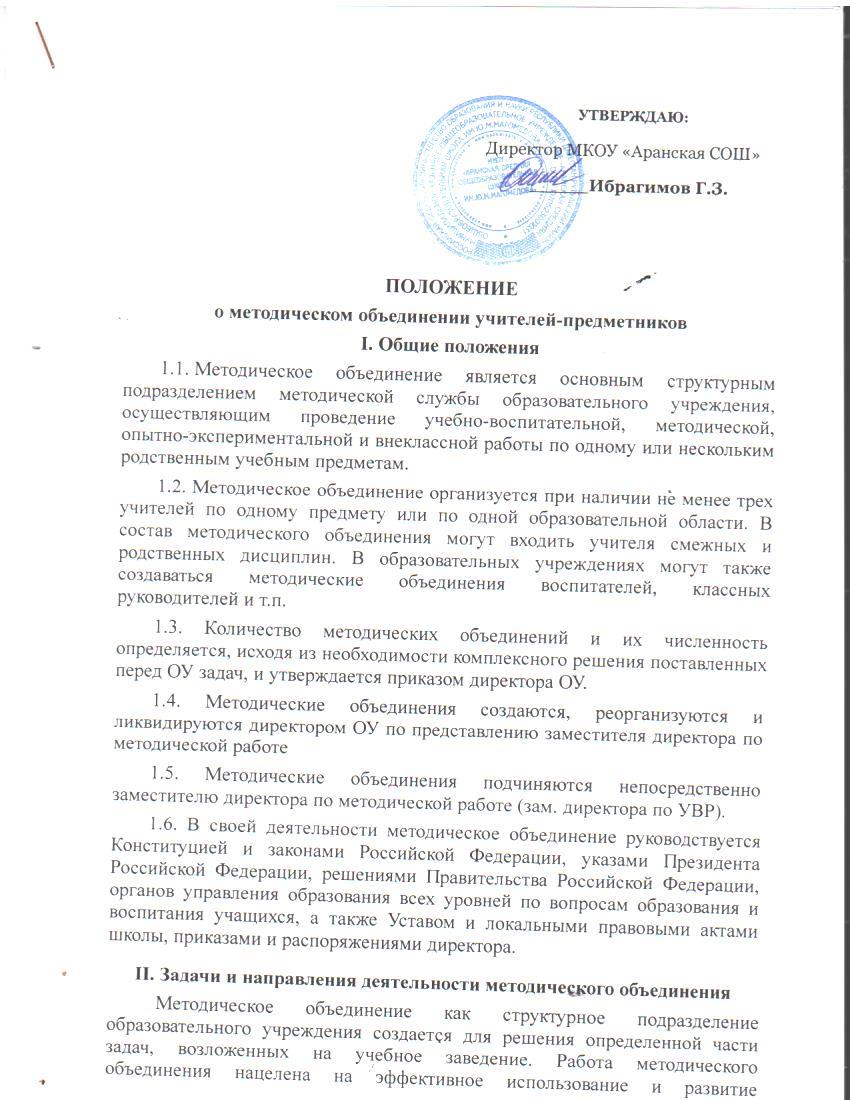 УТВЕРЖДАЮ:
Директор МКОУ «Аранская СОШ»
Ибрагимов Г.З.
ПОЛОЖЕНИЕ
о методическом объединении учителей-предметников
I. Общие положения
1.1. Методическое объединение является основным структурным
подразделением методической службы образовательного учреждения,
осуществляющим проведение учебно-воспитательной, методической,
опытно-экспериментальной и внеклассной работы по одному или нескольким
родственным учебным предметам.
1.2. Методическое объединение организуется при наличии не менее трех
учителей по одному предмету или по одной образовательной области. В
состав методического объединения могут входить учителя смежных и
родственных дисциплин. В образовательных учреждениях могут также
создаваться методические объединения воспитателей, классных
руководителей и т.п.
1.3. Количество методических объединений и их численность
определяется, исходя из необходимости комплексного решения поставленных
перед ОУ задач, и утверждается приказом директора ОУ.
1.4. Методические объединения создаются, реорганизуются и
ликвидируются директором ОУ по представлению заместителя директора по
методической работе
1.5. Методические объединения подчиняются непосредственно
заместителю директора по методической работе (зам. директора по УВР).
1.6. В своей деятельности методическое объединение руководствуется
Конституцией и законами Российской Федерации, указами Президента
Российской Федерации, решениями Правительства Российской Федерации,
органов управления образования всех уровней по вопросам образования и
воспитания учащихся, а также Уставом и локальными правовыми актами
школы, приказами и распоряжениями директора.
II. Задачи и направления деятельности методического объединения
Методическое объединение как структурное подразделение
образовательного учреждения создается для решения определенной части
задач, возложенных на учебное заведение. Работа методического
объединения нацелена на эффективное использование и развитие